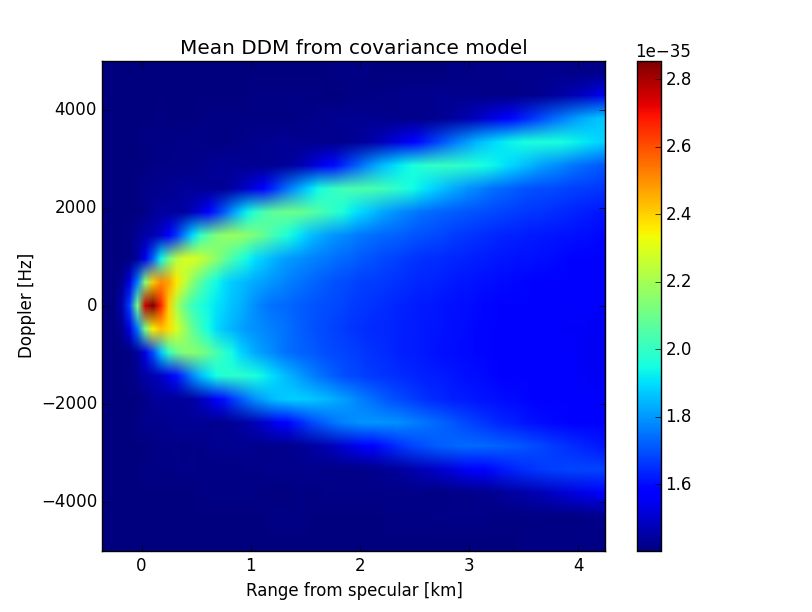 Mean DDM from covariance model
1e−35
4000
2000
0
−2000
−4000
Doppler [Hz]
0 1 2 3 4
Range from specular [km]
2.8
2.6
2.4
2.2
2.0
1.8
1.6